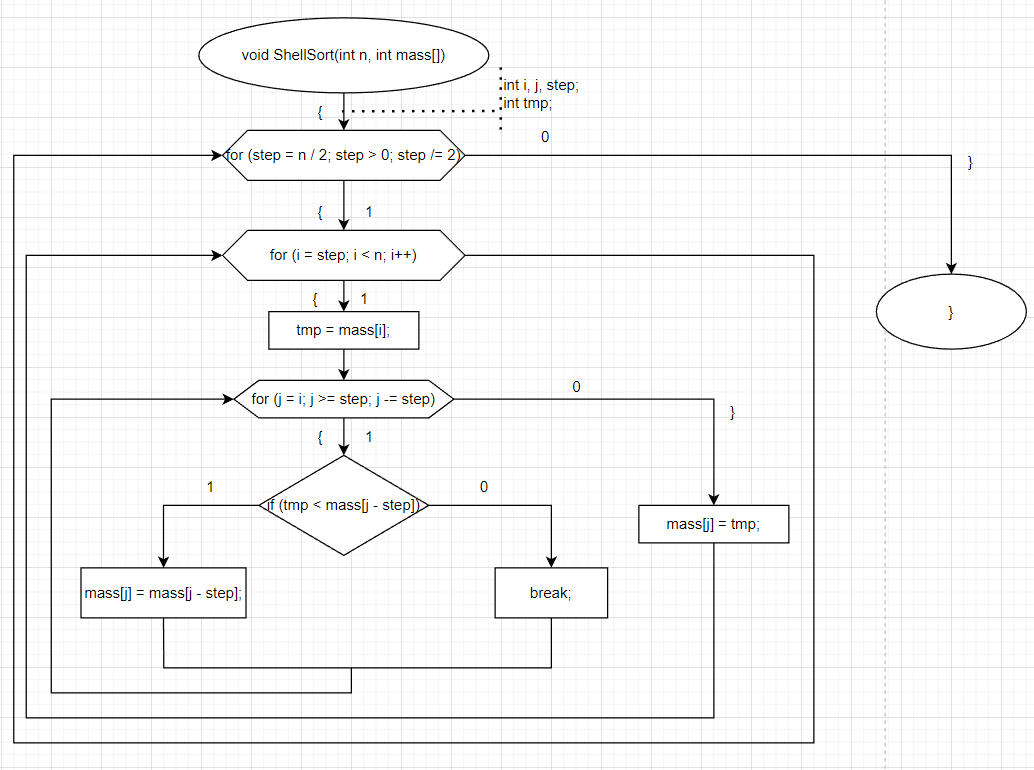 void ShellSort(int n, int mass[])
int i, j, step;
int tmp;
{
0
for (step = n / 2; step > 0; step /= 2)
}
{ 1
for (i = step; i < n; i++)
{ 1
}
tmp = mass[i];
0
for (j = i; j >= step; j -= step)
}
{ 1
1
0
if (tmp < mass[j - step])
mass[j] = tmp;
mass[j] = mass[j - step];
break;